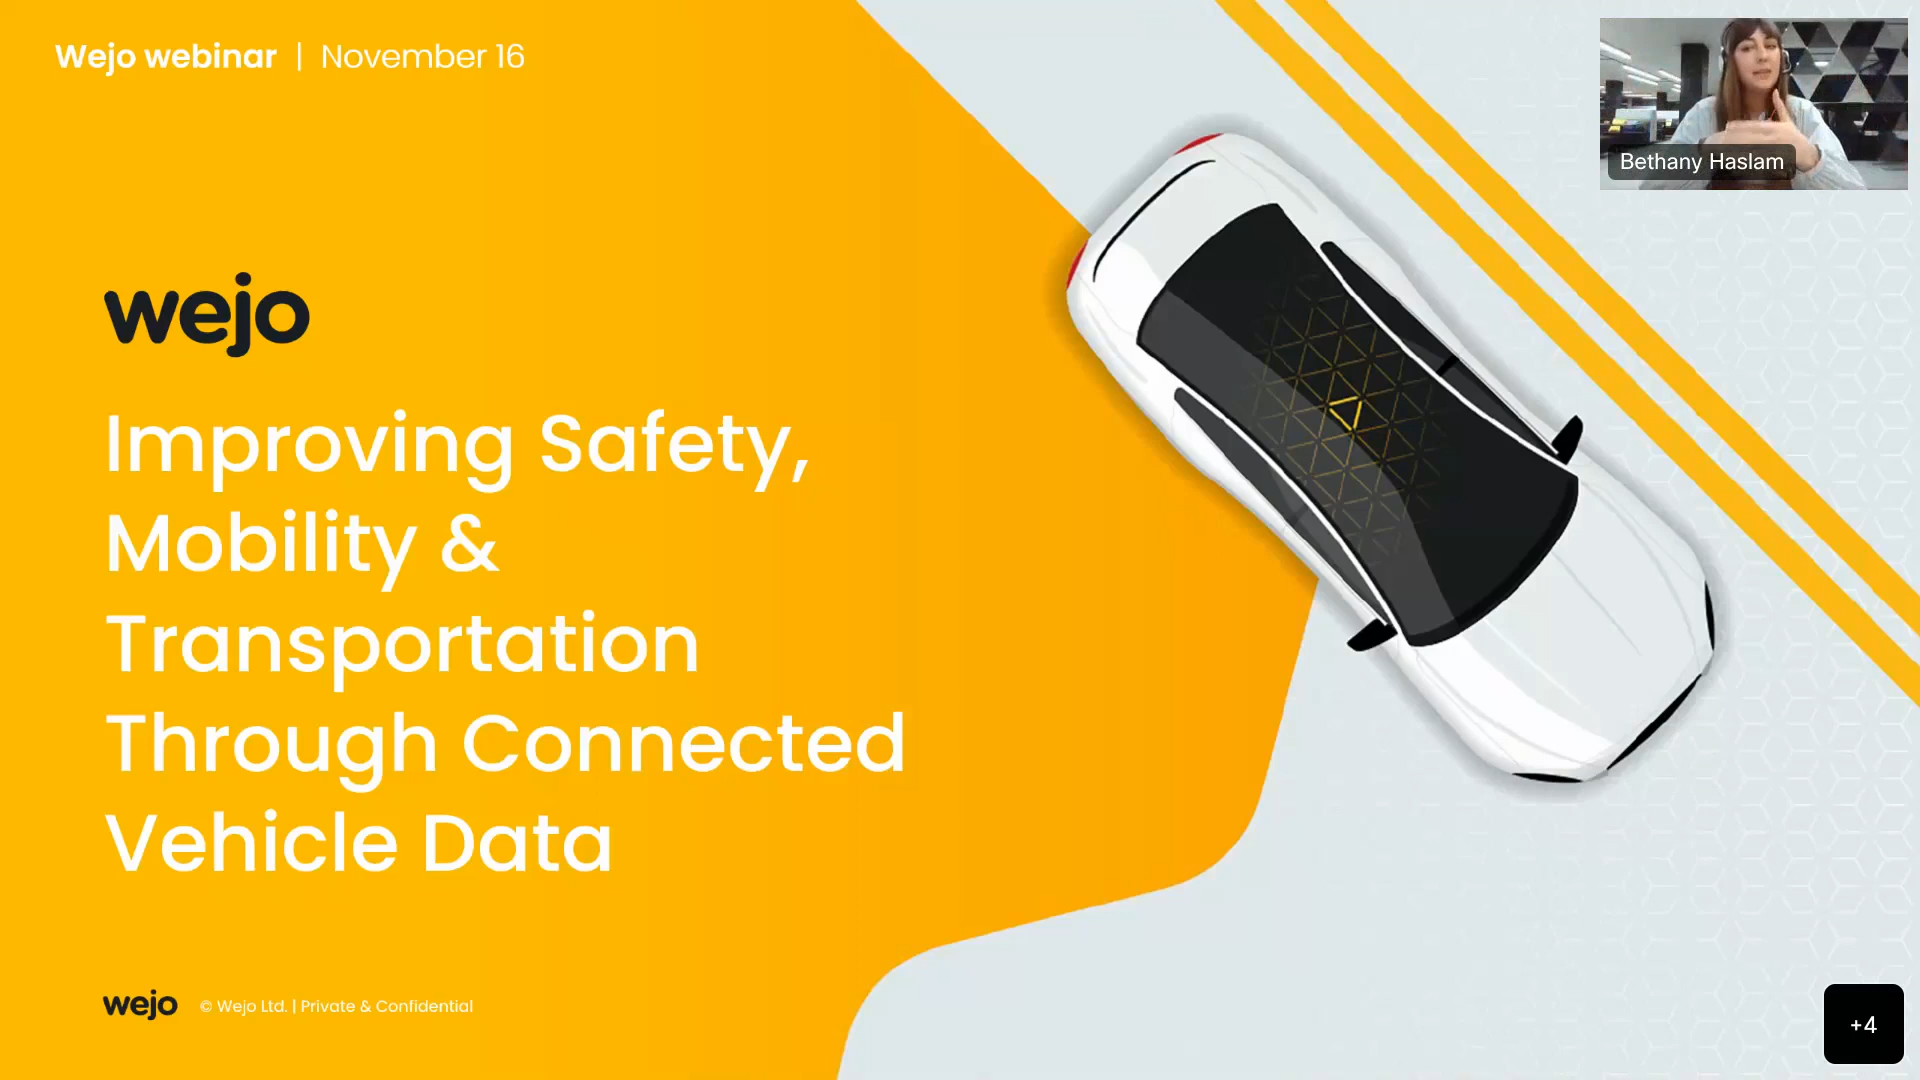 Wejo webinar | November 16
Bethany Haslam
wejo
Improving Safety,
Mobility &
Transportation
Through Connected
Vehicle Data
wejo © Wejo Ltd. | Private & Confidential
+4